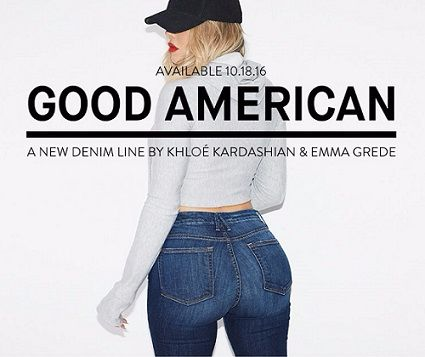 AVAILABLE 10.18.16
GOOD AMERICAN
A NEW DENIM LINE BY KHLOÉ KARDASHIAN & EMMA GREDE